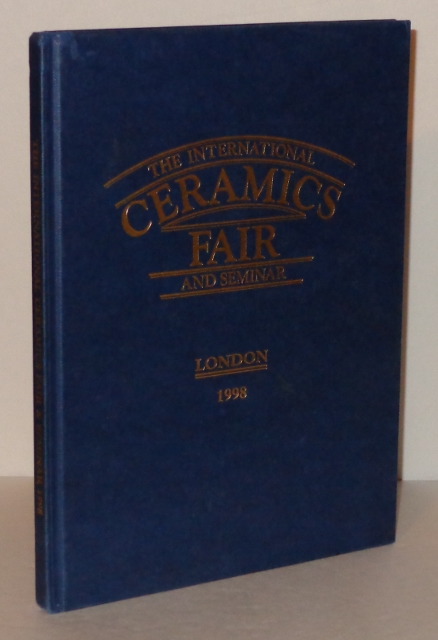 THE INTERNATIONAL
CERAMICS
FAIR
AND SEMINAR
LONDON
1998